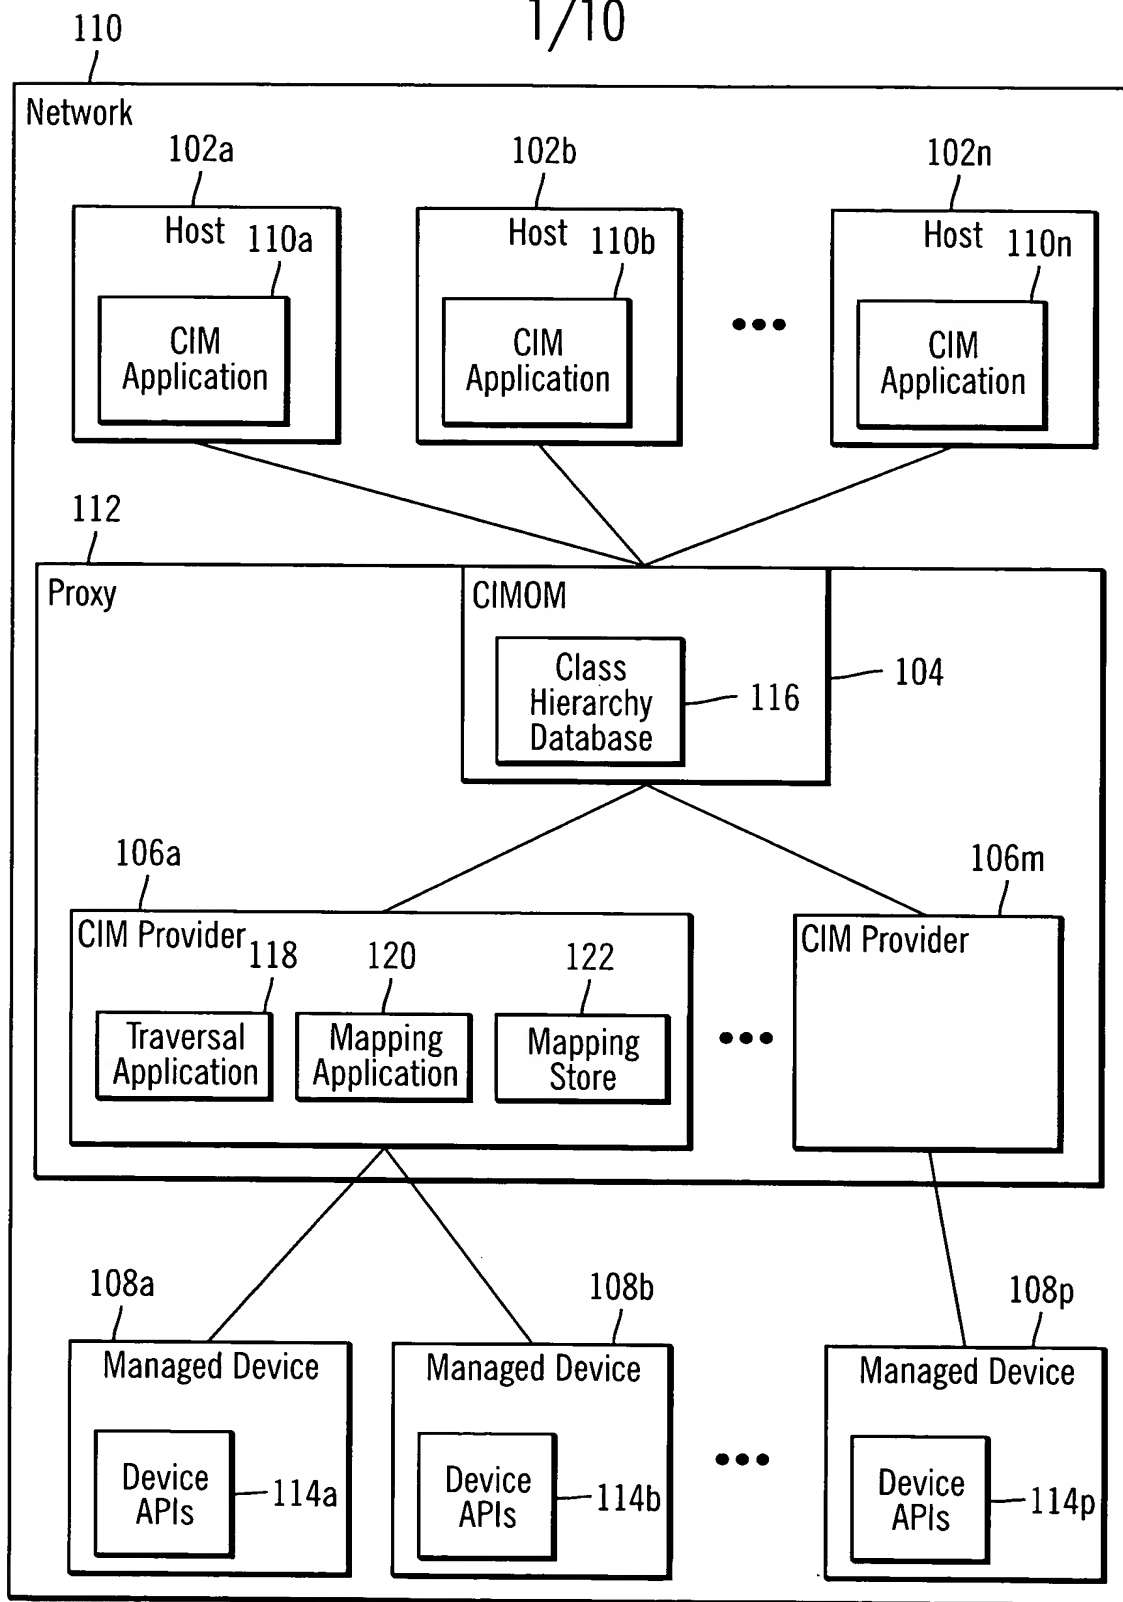 1/10
110
Network
102a
102b
102n
Host
Host
Host
110a
110b
110n
CIM
Application
CIM
Application
CIM
Application
112
Proxy
CIMOM
Class
Hierarchy
Database
104
116
106a
106m
CIM Provider
CIM Provider
118
120
122
Traversal
Application
Mapping
Application
Mapping
Store
108a
108b
108p
Managed Device
Managed Device
Managed Device
Device
APIs
114a
Device
APIs
114b
Device
APIs
114p